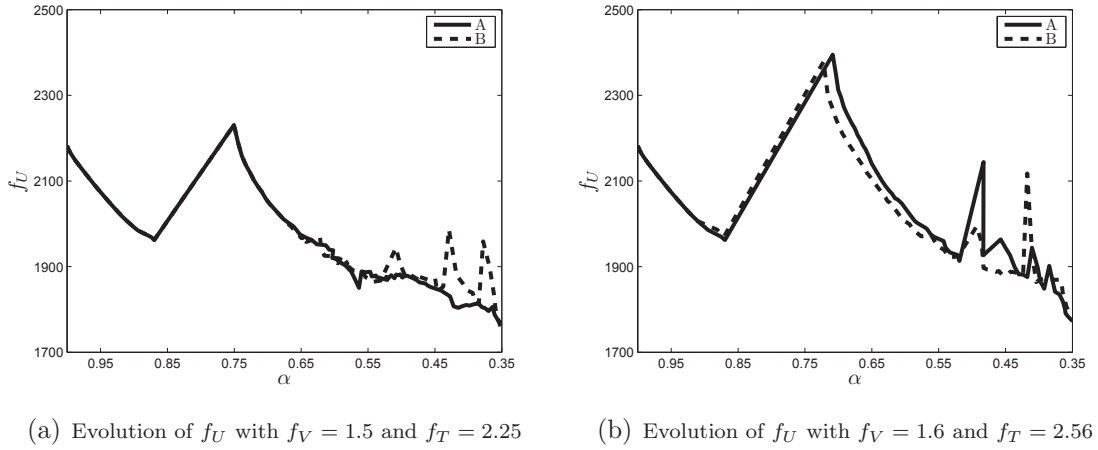 2500
2300
2100
1900
1700
f_U
0.95 0.85 0.75 0.65 0.55 0.45 0.35
α
A
B
(a) Evolution of f_U with f_V = 1.5 and f_T = 2.25
2500
2300
2100
1900
1700
f_U
0.95 0.85 0.75 0.65 0.55 0.45 0.35
α
A
B
(b) Evolution of f_U with f_V = 1.6 and f_T = 2.56